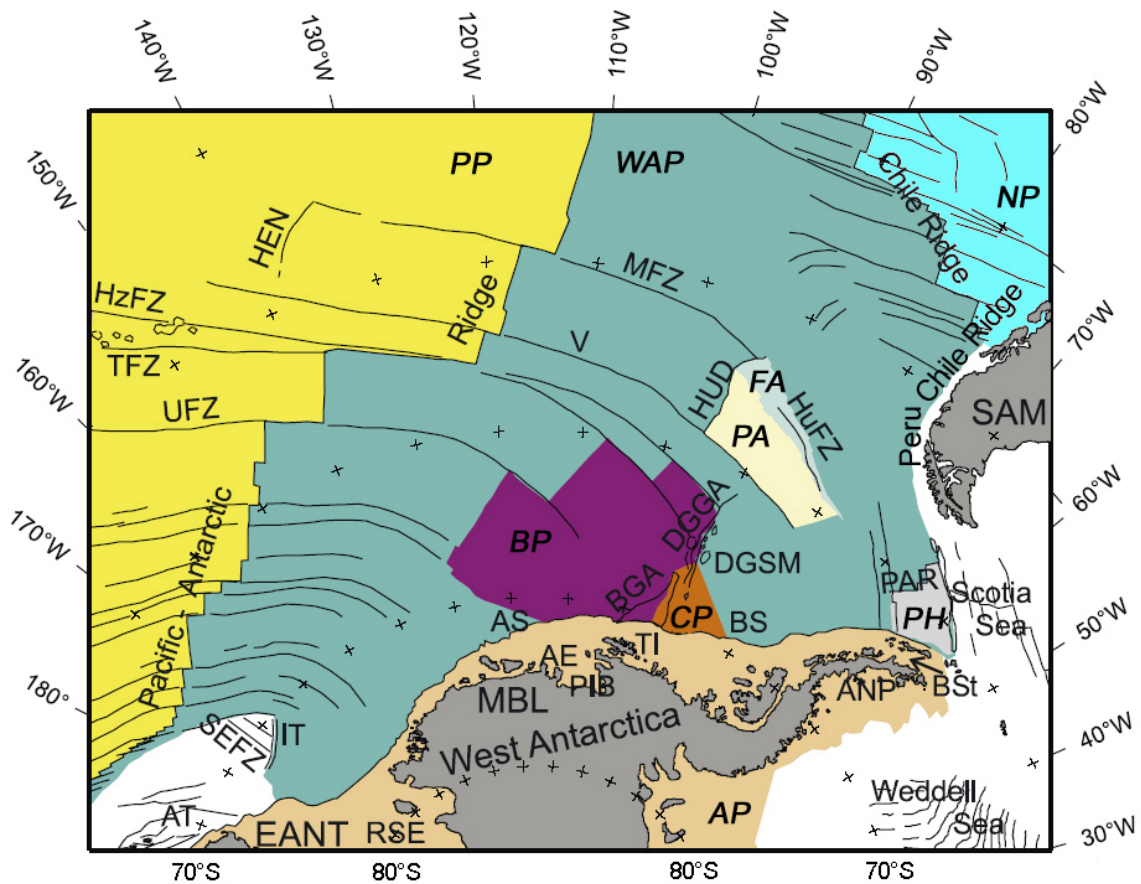 140°W
130°W
120°W
110°W
100°W
90°W
80°W
150°W
160°W
170°W
180°
70°W
60°W
50°W
40°W
30°W
PP
WAP
NP
Chile Ridge
HEN
MFZ
HzFZ
Ridge
V
Chile Ridge
TFZ
UFZ
HUD
FA
HuFZ
PA
SAM
Peru
Pacific - Antarctic
BP
DGGA
DGSM
BGA
CP
BS
AS
PAR
PH
Scotia
Sea
BSt
AE
TI
PIB
MBL
ANP
West Antarctica
SEFZ
IT
AT
EANT
RSE
AP
Weddell
Sea
70°S
80°S
80°S
70°S